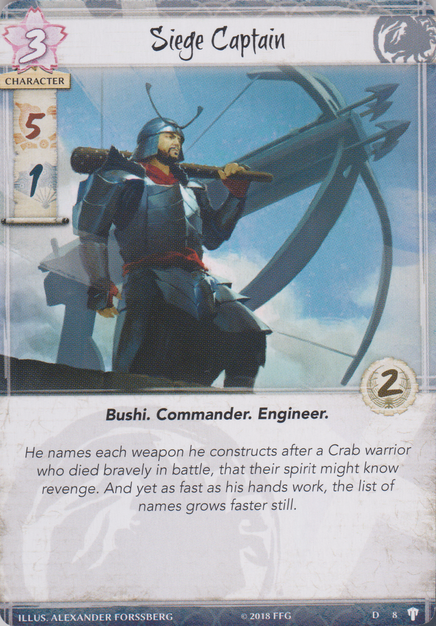 3
Siege Captain
CHARACTER
5
1
2
Bushi. Commander. Engineer.
He names each weapon he constructs after a Crab warrior
who died bravely in battle, that their spirit might know
revenge. And yet as fast as his hands work, the list of
names grows faster still.
ILLUS. ALEXANDER FORSSBERG © 2018 FFG D 8